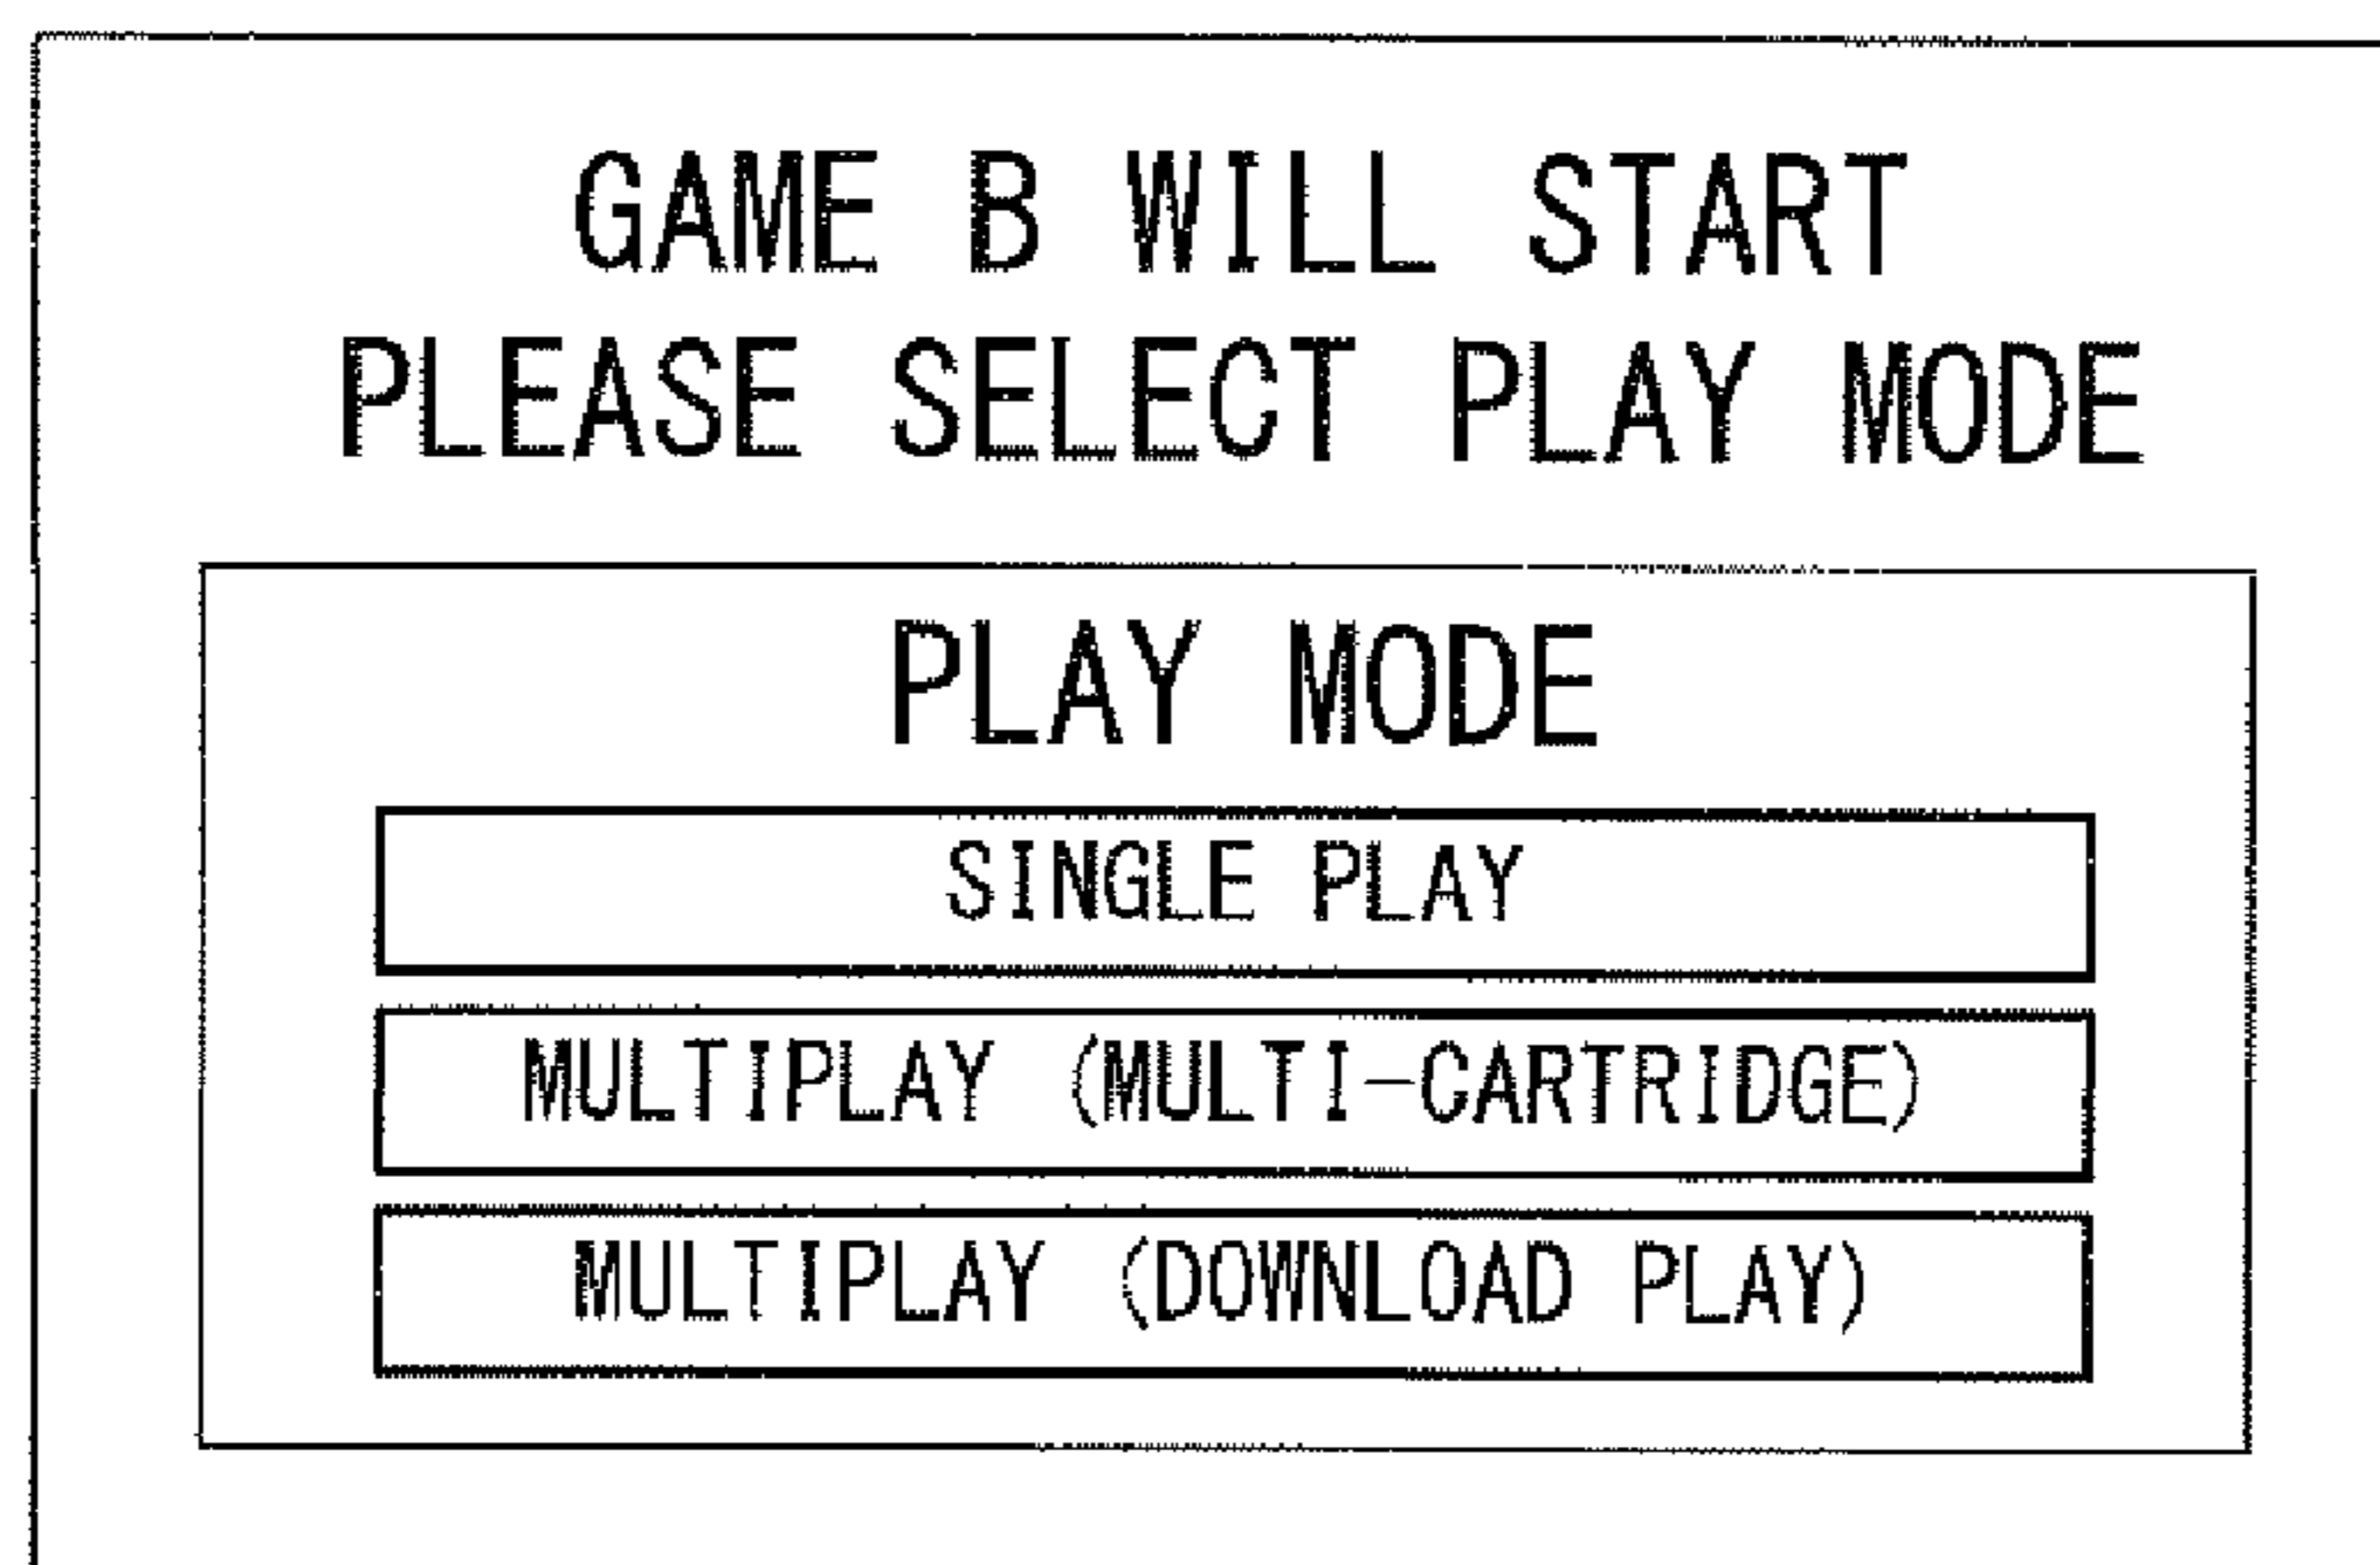 GAME B WILL START
PLEASE SELECT PLAY MODE
PLAY MODE
SINGLE PLAY
MULTIPLAY (MULTI-CARTRIDGE)
MULTIPLAY (DOWNLOAD PLAY)